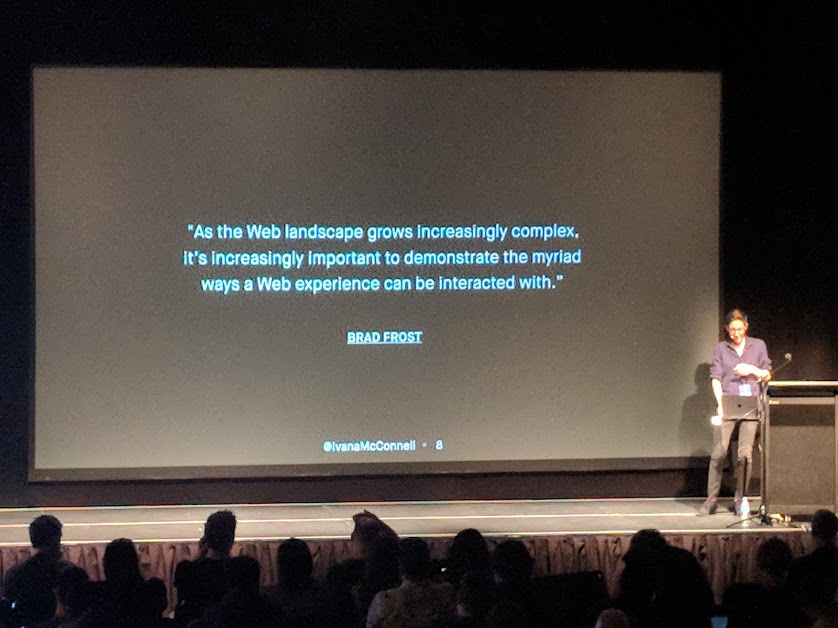 "As the Web landscape grows increasingly complex,
it's increasingly important to demonstrate the myriad
ways a Web experience can be interacted with."
BRAD FROST
@IvanaMcConnell • 8